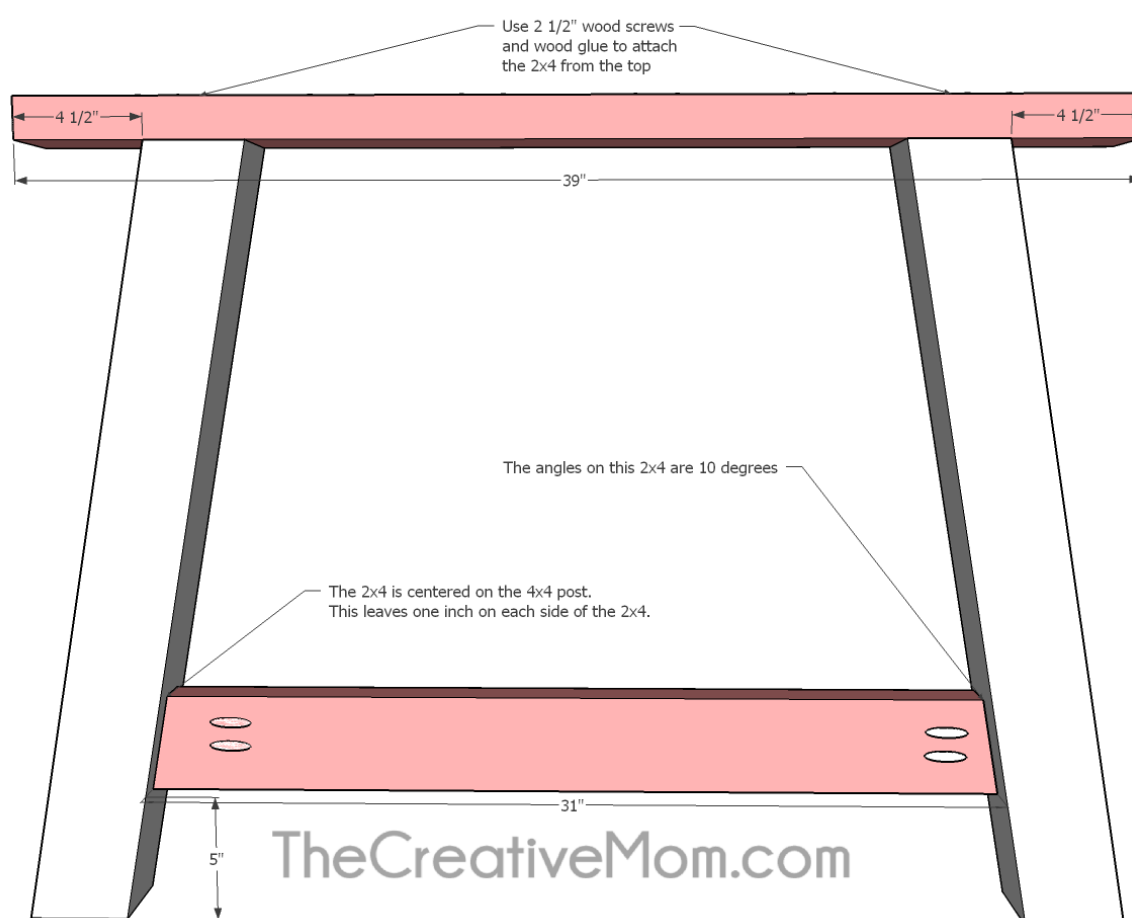 Use 2 1/2" wood screws
and wood glue to attach
the 2x4 from the top
4 1/2"
4 1/2"
39"
The angles on this 2x4 are 10 degrees
The 2x4 is centered on the 4x4 post.
This leaves one inch on each side of the 2x4.
31"
5"
TheCreativeMom.com